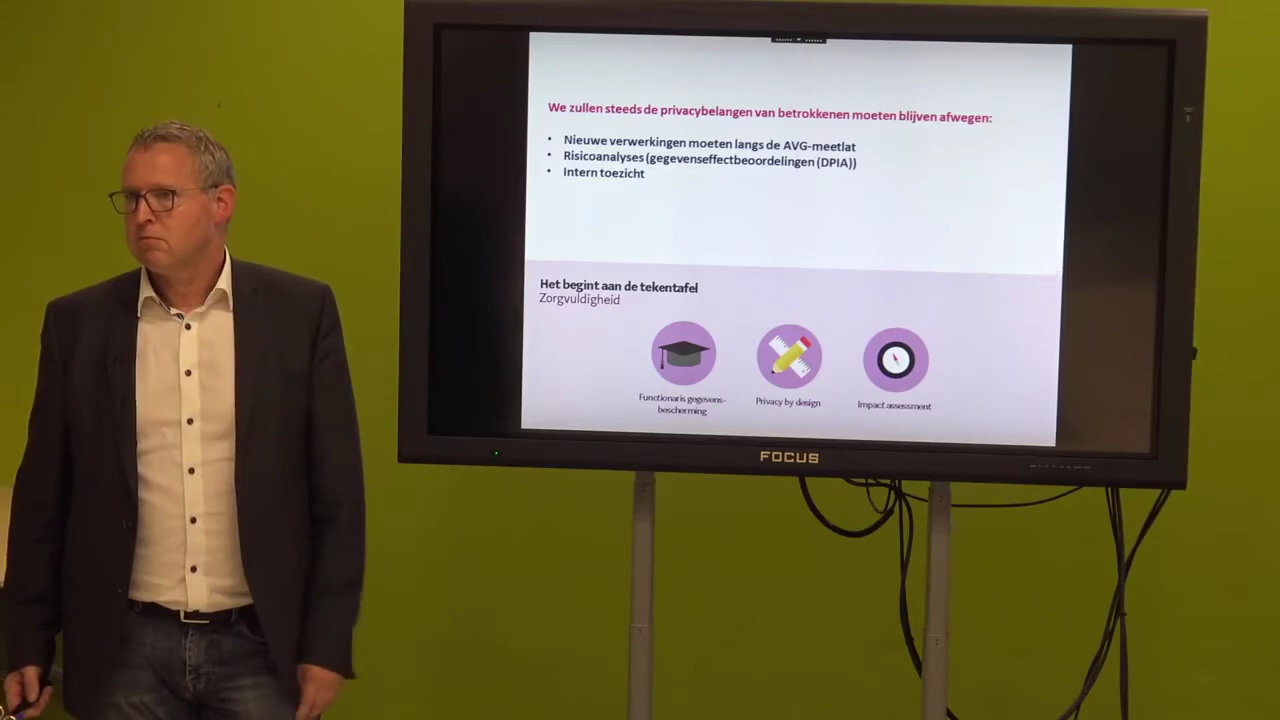 We zullen steeds de privacybelangen van betrokkenen moeten blijven afwegen:
• Nieuwe verwerkingen moeten langs de AVG-meetlat
• Risicoanalyses (gegevenseffectbeoordelingen (DPIA))
• Intern toezicht
Het begint aan de tekentafel
Zorgvuldigheid
Functionaris gegevens-
bescherming
Privacy by design
Impact assessment
FOCUS